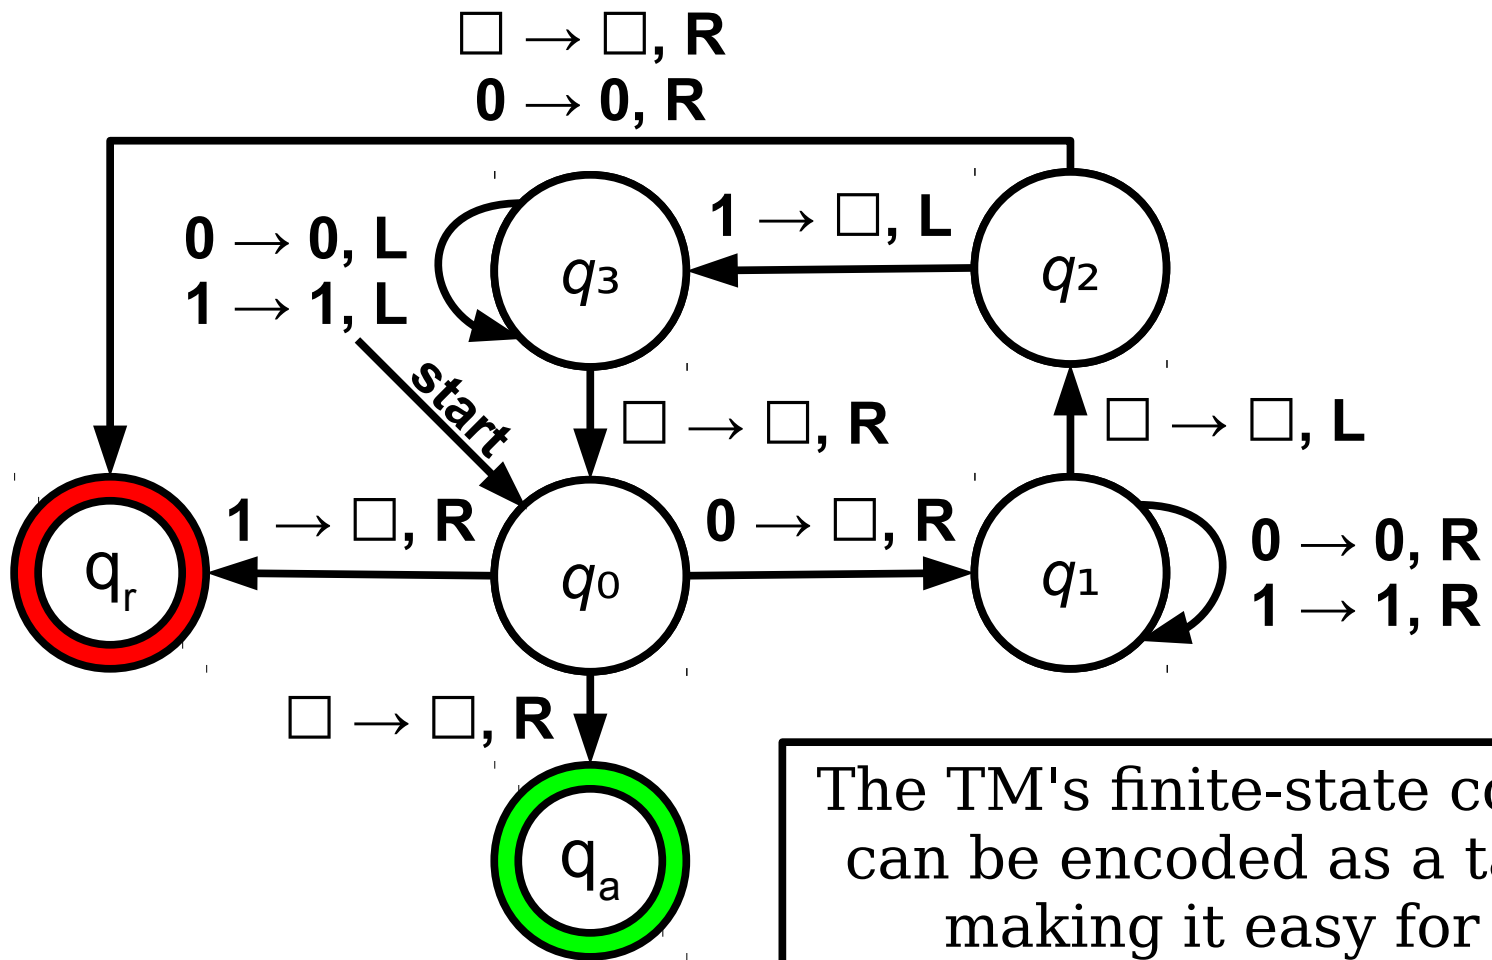 □ → □, R
0 → 0, R
0 → 0, L
1 → 1, L
1 → □, L
q3
q2
start
□ → □, R
□ → □, L
1 → □, R
0 → □, R
0 → 0, R
1 → 1, R
qr
q0
q1
□ → □, R
qa
The TM's finite-state
can be encoded as a
making it easy for